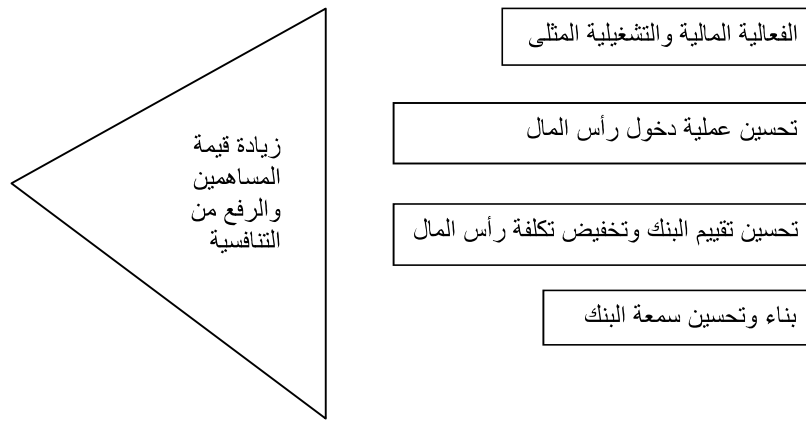 الفعالية المالية والتشغيلية المثلى
تحسين عملية دخول رأس المال
تحسين تقييم البنك وتخفيض تكلفة رأس المال
بناء وتحسين سمعة البنك
زيادة قيمة
المساهمين
والرفع من
التنافسية